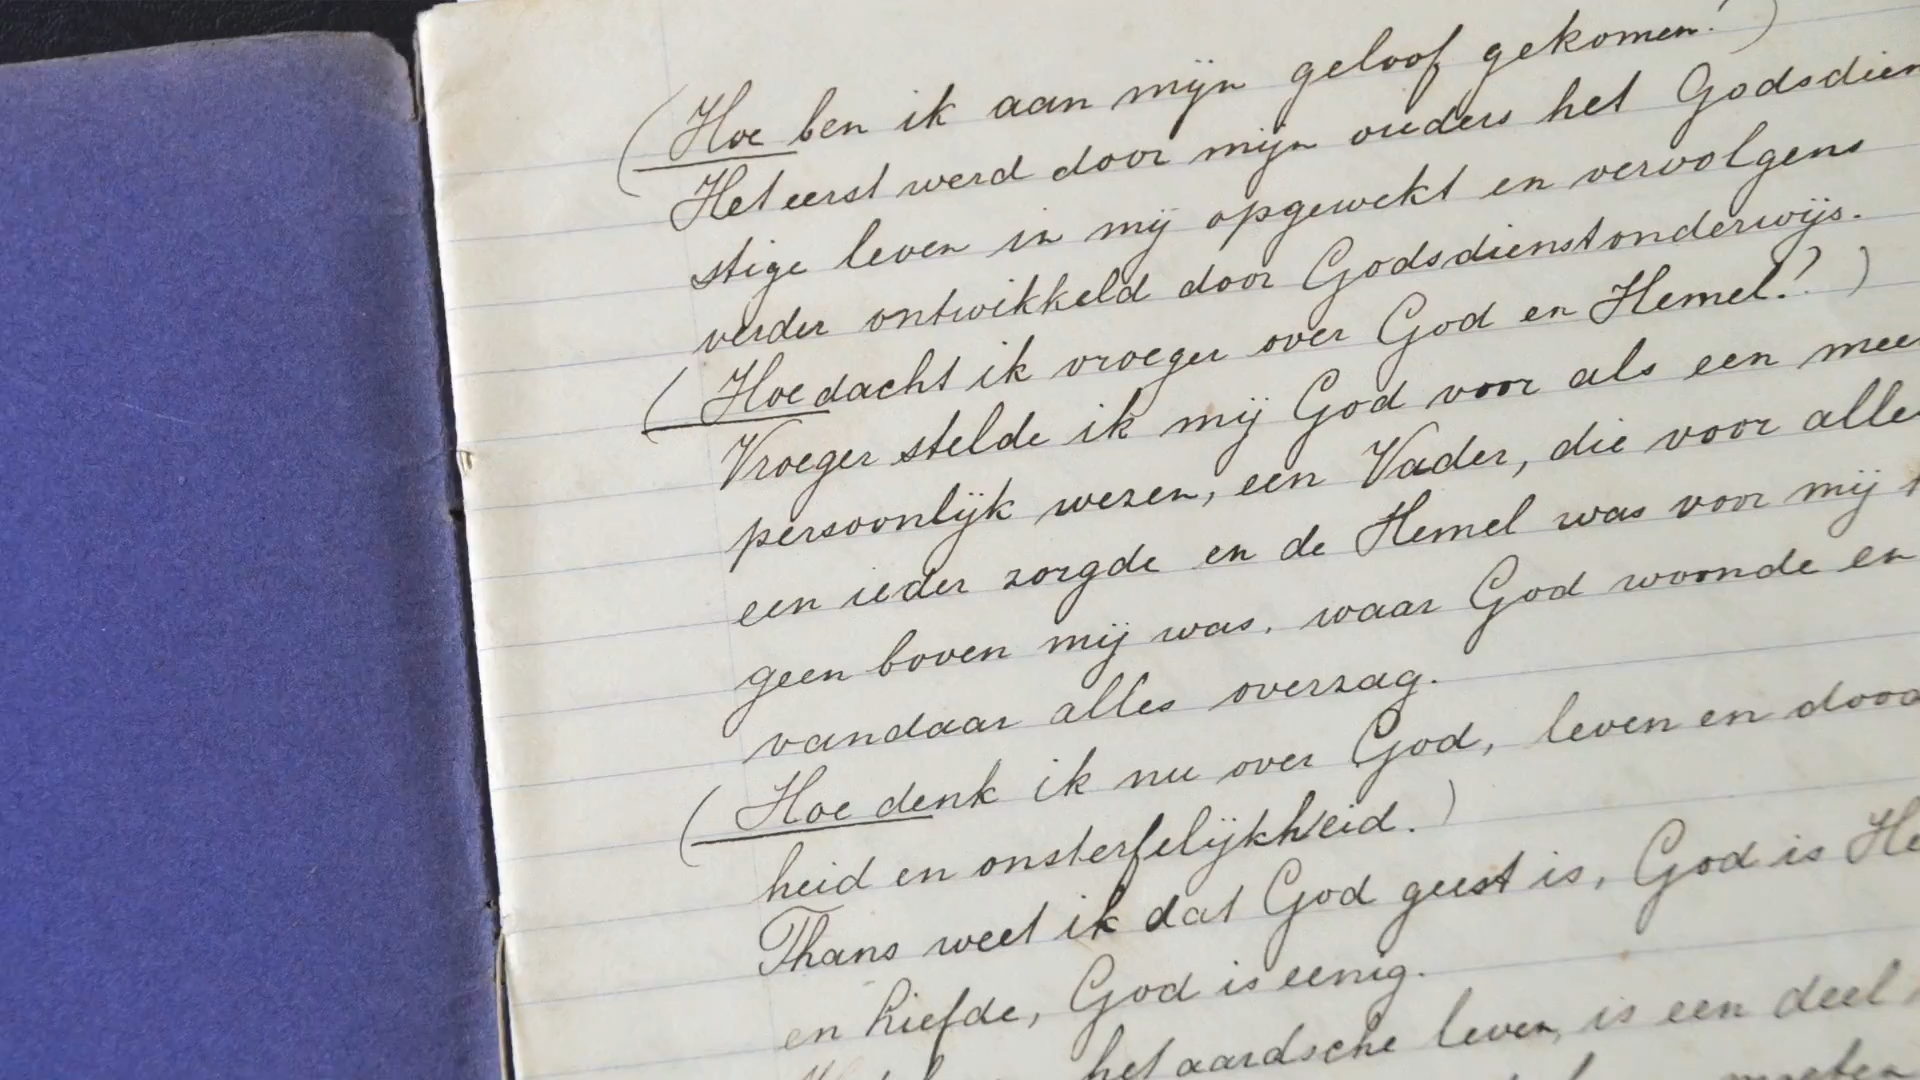 (Hoe ben ik aan mijn geloof gekomen?)
Het eerst werd door mijn ouders het Godsdien
stige leven in mij opgewekt en vervolgens
verder ontwikkeld door Godsdienstonderwijs.
(Hoe dacht ik vroeger over God en Hemel?)
Vroeger stelde ik mij God voor als een mee
persoonlijk wezen, een Vader, die voor alle
een ieder zorgde en de Hemel was voor mij
geen boven mij was, waar God woonde en
vandaar alles overzag.
(Hoe denk ik nu over God, leven en dood
heid en onsterfelijkheid.)
Thans weet ik dat God geest is, God is He
en Liefde, God is eenig.
het aardsche leven, is een deel
moeten